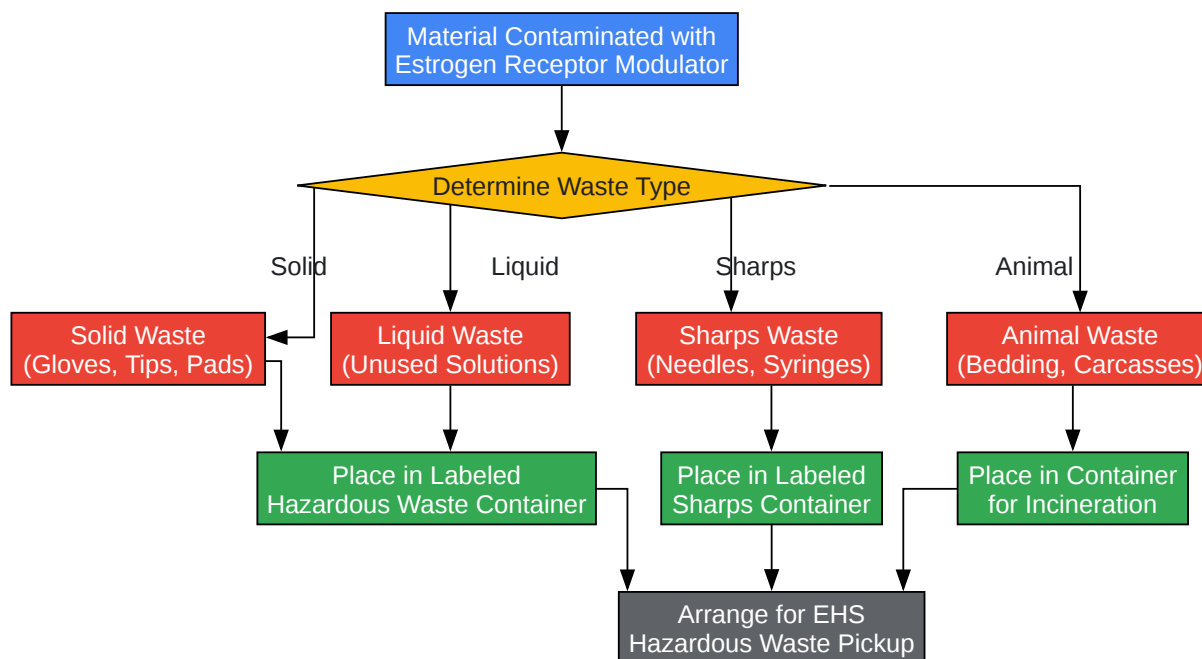 Material Contaminated with
Estrogen Receptor Modulator
Determine Waste Type
Solid
Liquid
Sharps
Animal
Solid Waste
(Gloves, Tips, Pads)
Liquid Waste
(Unused Solutions)
Sharps Waste
(Needles, Syringes)
Animal Waste
(Bedding, Carcasses)
Place in Labeled
Hazardous Waste Container
Place in Labeled
Sharps Container
Place in Container
for Incineration
Arrange for EHS
Hazardous Waste Pickup